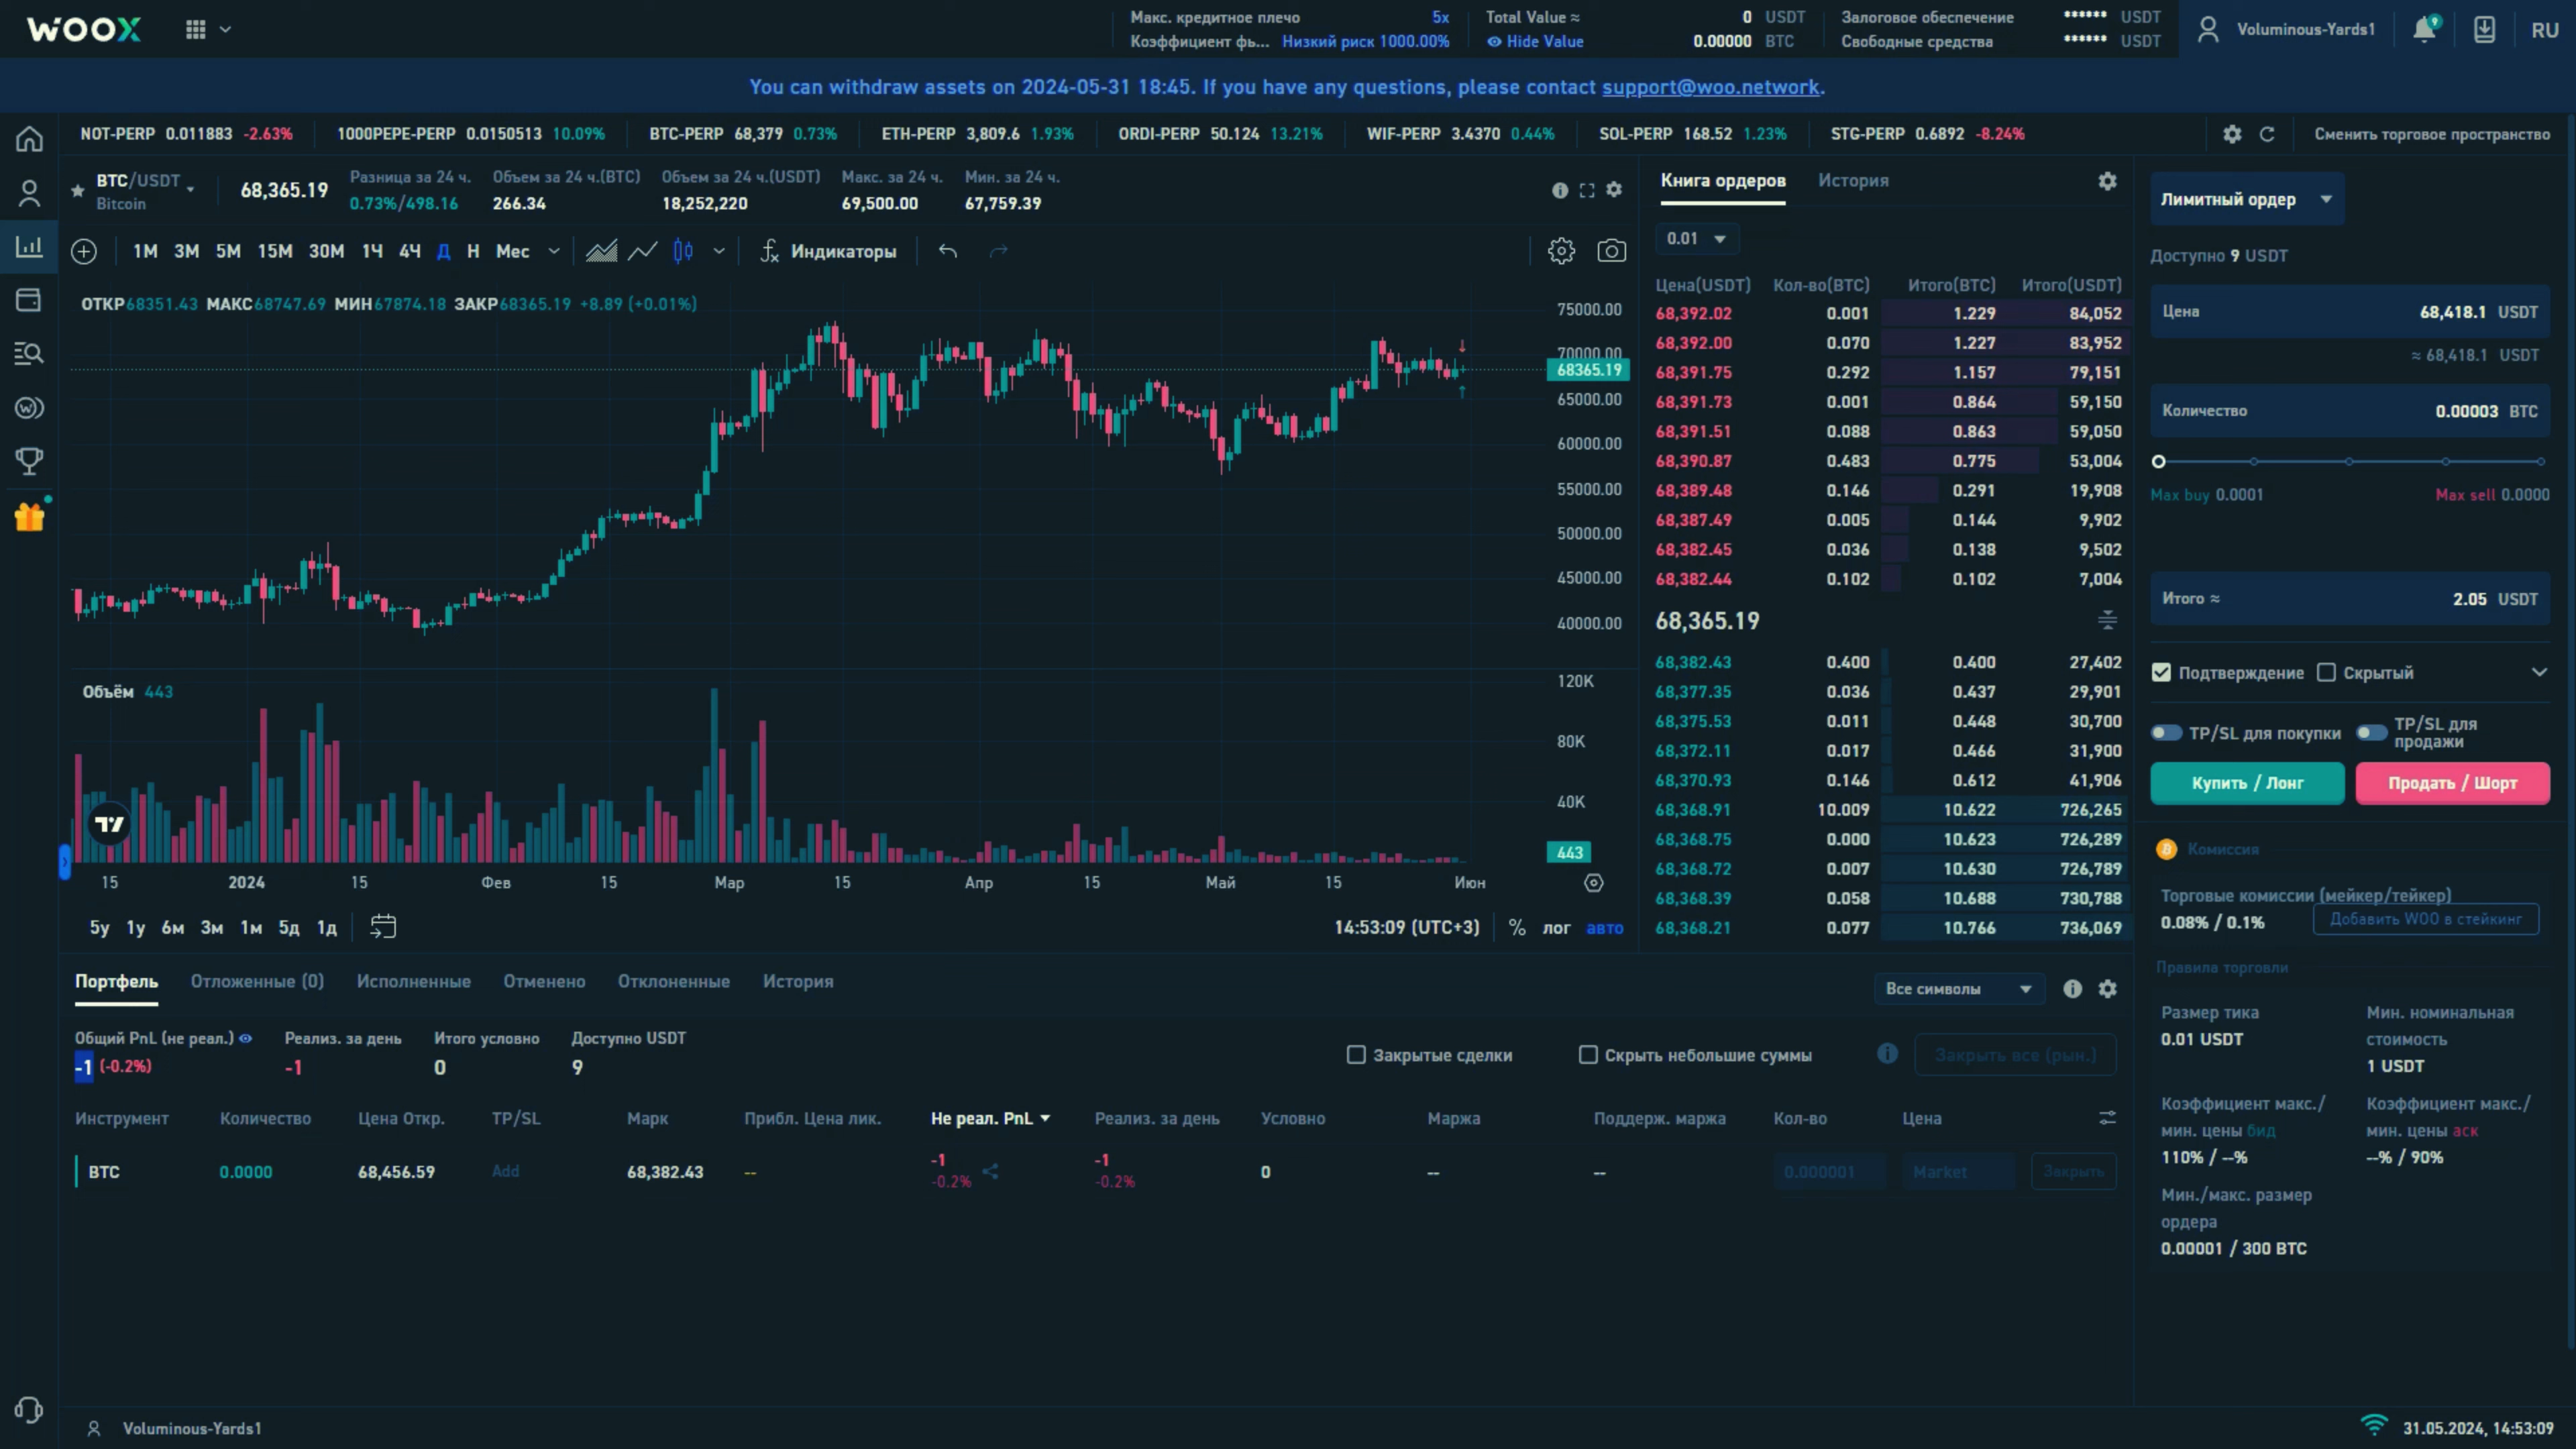 WOOX
Макс. кредитное плечо 5x
Коэффициент фь... Низкий риск 1000.00%
Total Value ≈ 0 USDT
Hide Value 0.00000 BTC
Залоговое обеспечение ****** USDT
Свободные средства ****** USDT
Voluminous-Yards1
RU
You can withdraw assets on 2024-05-31 18:45. If you have any questions, please contact support@woo.network.
NOT-PERP 0.011883 -2.63% 1000PEPE-PERP 0.0150513 10.09% BTC-PERP 68,379 0.73% ETH-PERP 3,809.6 1.93% ORDI-PERP 50.124 13.21% WIF-PERP 3.4370 0.44% SOL-PERP 168.52 1.23% STG-PERP 0.6892 -8.24%
Сменить торговое пространство
BTC/USDT
Bitcoin
68,365.19
Разница за 24 ч. Объем за 24 ч.(BTC) Объем за 24 ч.(USDT) Макс. за 24 ч. Мин. за 24 ч.
0.73%/498.16 266.34 18,252,220 69,500.00 67,759.39
1М 3М 5М 15М 30М 1Ч 4Ч Д Н Мес Индикаторы
ОТКР68351.43 МАКС68747.69 МИН67874.18 ЗАКР68365.19 +8.89 (+0.01%)
75000.00
70000.00
68365.19
65000.00
60000.00
55000.00
50000.00
45000.00
40000.00
Объём 443
120K
80K
40K
443
15 2024 15 Фев 15 Мар 15 Апр 15 Май 15 Июн
5у 1у 6м 3м 1м 5д 1д
14:53:09 (UTC+3) % лог авто
Книга ордеров История
0.01
Цена(USDT) Кол-во(BTC) Итого(BTC) Итого(USDT)
68,392.02 0.001 1.229 84,052
68,392.00 0.070 1.227 83,952
68,391.75 0.292 1.157 79,151
68,391.73 0.001 0.864 59,150
68,391.51 0.088 0.863 59,050
68,390.87 0.483 0.775 53,004
68,389.48 0.146 0.291 19,908
68,387.49 0.005 0.144 9,902
68,382.45 0.036 0.138 9,502
68,382.44 0.102 0.102 7,004
68,365.19
68,382.43 0.400 0.400 27,402
68,377.35 0.036 0.437 29,901
68,375.53 0.011 0.448 30,700
68,372.11 0.017 0.466 31,900
68,370.93 0.146 0.612 41,906
68,368.91 10.009 10.622 726,265
68,368.75 0.000 10.623 726,289
68,368.72 0.007 10.630 726,789
68,368.39 0.058 10.688 730,788
68,368.21 0.077 10.766 736,069
Лимитный ордер
Доступно 9 USDT
Цена 68,418.1 USDT
≈ 68,418.1 USDT
Количество 0.00003 BTC
Max buy 0.0001 Max sell 0.0000
Итого ≈ 2.05 USDT
Подтверждение Скрытый
TP/SL для покупки TP/SL для
продажи
Купить / Лонг Продать / Шорт
Комиссия
Торговые комиссии (мейкер/тейкер)
0.08% / 0.1% Добавить WOO в стейкинг
Правила торговли
Размер тика
0.01 USDT
Мин. номинальная
стоимость
1 USDT
Коэффициент макс./
мин. цены бид
110% / --%
Коэффициент макс./
мин. цены аск
--% / 90%
Мин./макс. размер
ордера
0.00001 / 300 BTC
Портфель Отложенные (0) Исполненные Отменено Отклоненные История
Все символы
Общий PnL (не реал.) Реализ. за день Итого условно Доступно USDT
-1 (-0.2%) -1 0 9
Закрытые сделки Скрыть небольшие суммы Закрыть все (рын.)
Инструмент Количество Цена Откр. TP/SL Марк Прибл. Цена лик. Не реал. PnL Реализ. за день Условно Маржа Поддерж. маржа Кол-во Цена
BTC 0.0000 68,456.59 Add 68,382.43 -- -1 -1 0 -- -- 0.000001 Market Закрыть
-0.2% -0.2%
Voluminous-Yards1
31.05.2024, 14:53:09